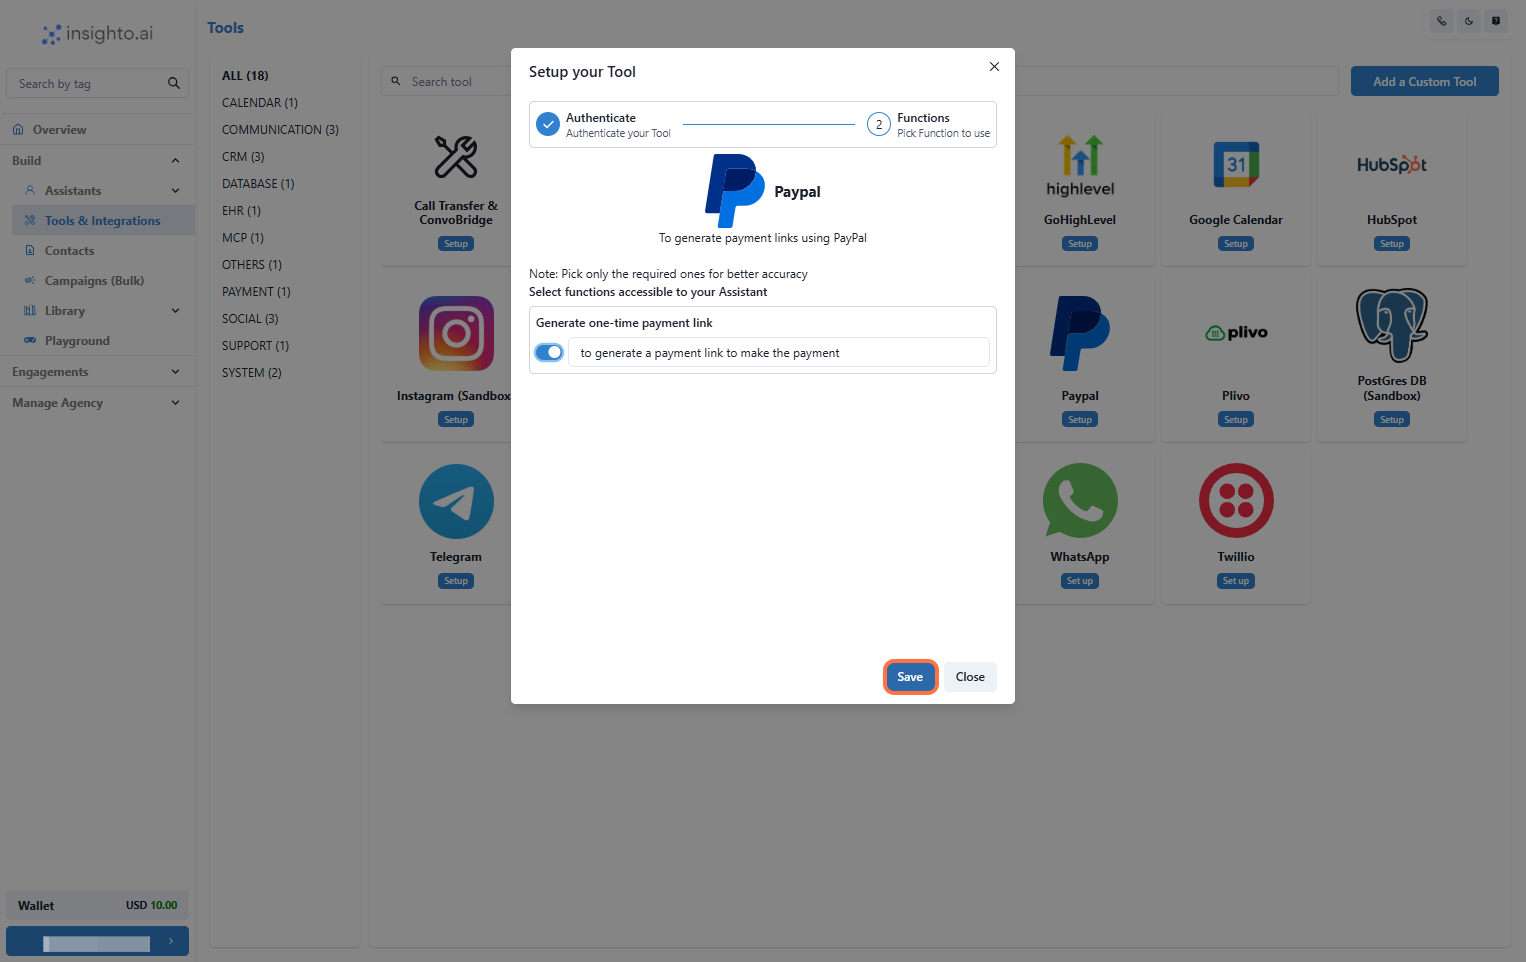 insighto.ai
Search by tag
Overview
Build
Assistants
Tools & Integrations
Contacts
Campaigns (Bulk)
Library
Playground
Engagements
Manage Agency
Wallet USD 10.00
Tools
ALL (18)
CALENDAR (1)
COMMUNICATION (3)
CRM (3)
DATABASE (1)
EHR (1)
MCP (1)
OTHERS (1)
PAYMENT (1)
SOCIAL (3)
SUPPORT (1)
SYSTEM (2)
Search tool
Add a Custom Tool
Call Transfer &
ConvoBridge
Setup
highlevel
GoHighLevel
Setup
31
Google Calendar
Setup
HubSpot
HubSpot
Setup
Instagram (Sandbox
Setup
Paypal
Setup
plivo
Plivo
Setup
PostGres DB
(Sandbox)
Setup
Telegram
Setup
WhatsApp
Set up
Twillio
Set up
Setup your Tool
Authenticate
Authenticate your Tool
2
Functions
Pick Function to use
Paypal
To generate payment links using PayPal
Note: Pick only the required ones for better accuracy
Select functions accessible to your Assistant
Generate one-time payment link
to generate a payment link to make the payment
Save
Close